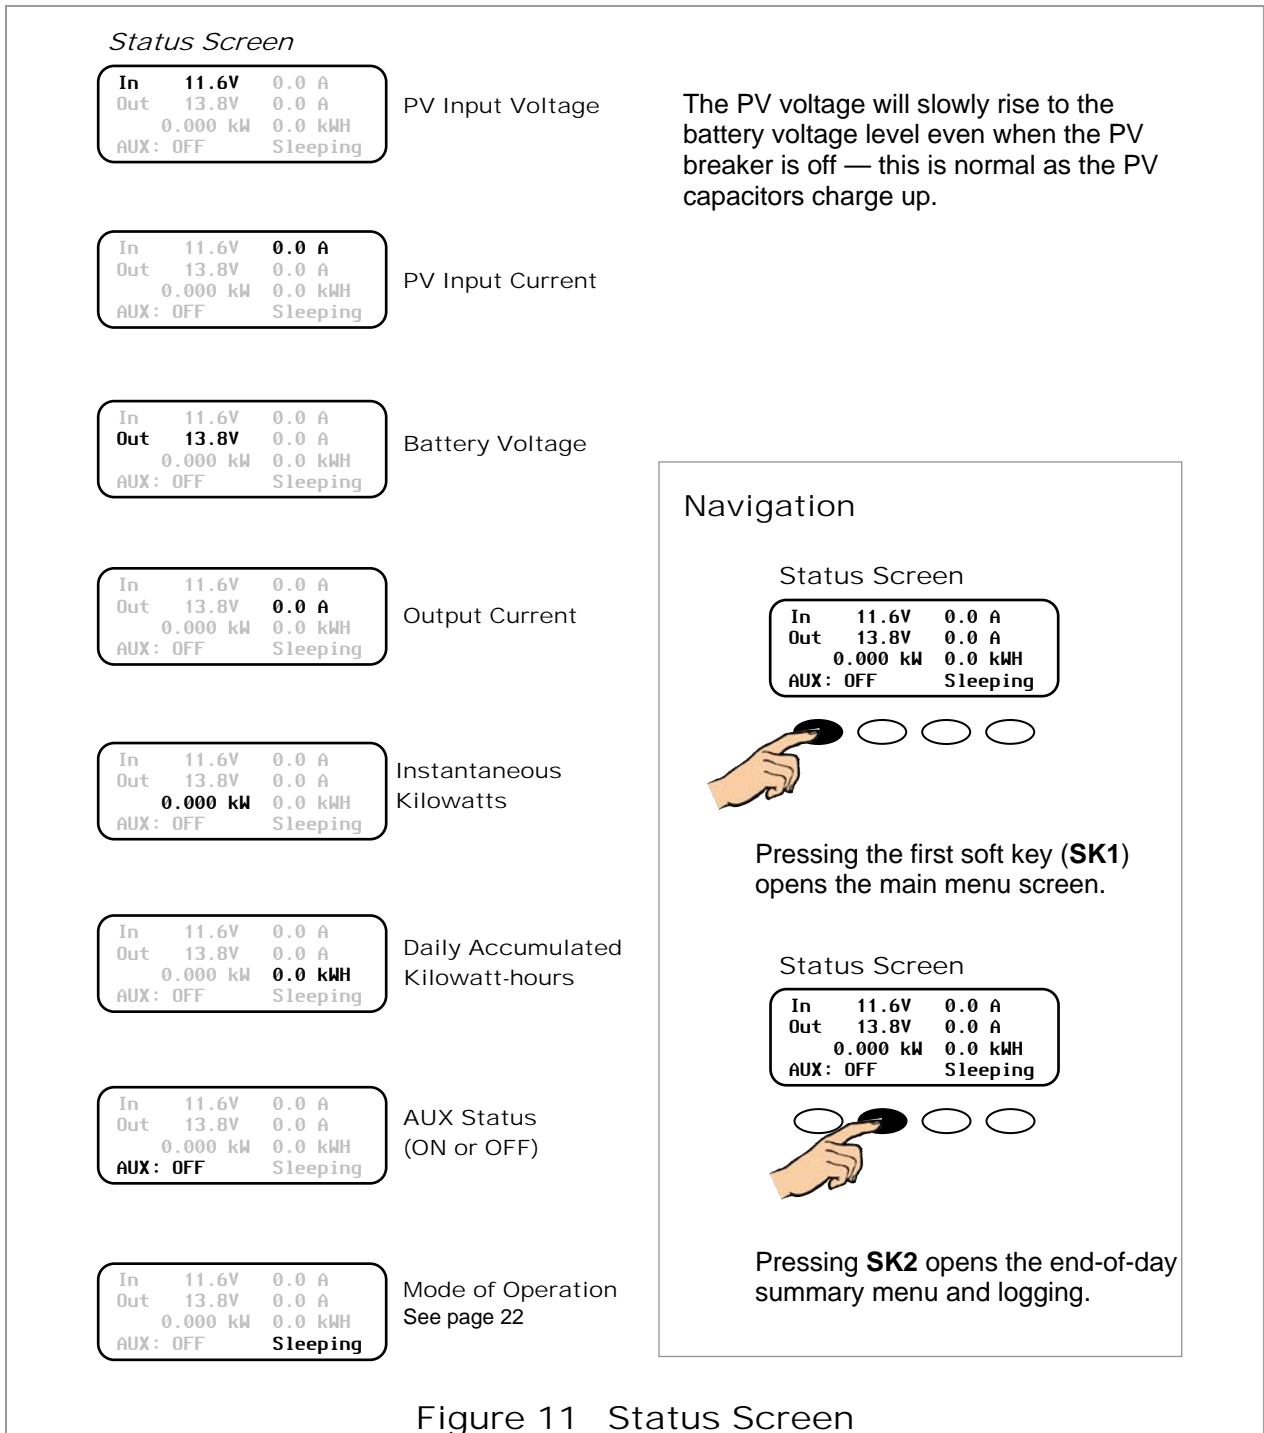 Status Screen
In 11.6V 0.0 A
Out 13.8V 0.0 A
0.000 kW 0.0 kWH
AUX: OFF Sleeping
PV Input Voltage
The PV voltage will slowly rise to the
battery voltage level even when the PV
breaker is off — this is normal as the PV
capacitors charge up.
In 11.6V 0.0 A
Out 13.8V 0.0 A
0.000 kW 0.0 kWH
AUX: OFF Sleeping
PV Input Current
In 11.6V 0.0 A
Out 13.8V 0.0 A
0.000 kW 0.0 kWH
AUX: OFF Sleeping
Battery Voltage
In 11.6V 0.0 A
Out 13.8V 0.0 A
0.000 kW 0.0 kWH
AUX: OFF Sleeping
Output Current
In 11.6V 0.0 A
Out 13.8V 0.0 A
0.000 kW 0.0 kWH
AUX: OFF Sleeping
Instantaneous
Kilowatts
In 11.6V 0.0 A
Out 13.8V 0.0 A
0.000 kW 0.0 kWH
AUX: OFF Sleeping
Daily Accumulated
Kilowatt-hours
In 11.6V 0.0 A
Out 13.8V 0.0 A
0.000 kW 0.0 kWH
AUX: OFF Sleeping
AUX Status
(ON or OFF)
In 11.6V 0.0 A
Out 13.8V 0.0 A
0.000 kW 0.0 kWH
AUX: OFF Sleeping
Mode of Operation
See page 22
Navigation
Status Screen
In 11.6V 0.0 A
Out 13.8V 0.0 A
0.000 kW 0.0 kWH
AUX: OFF Sleeping
Pressing the first soft key (SK1)
opens the main menu screen.
Status Screen
In 11.6V 0.0 A
Out 13.8V 0.0 A
0.000 kW 0.0 kWH
AUX: OFF Sleeping
Pressing SK2 opens the end-of-day
summary menu and logging.
Figure 11 Status Screen